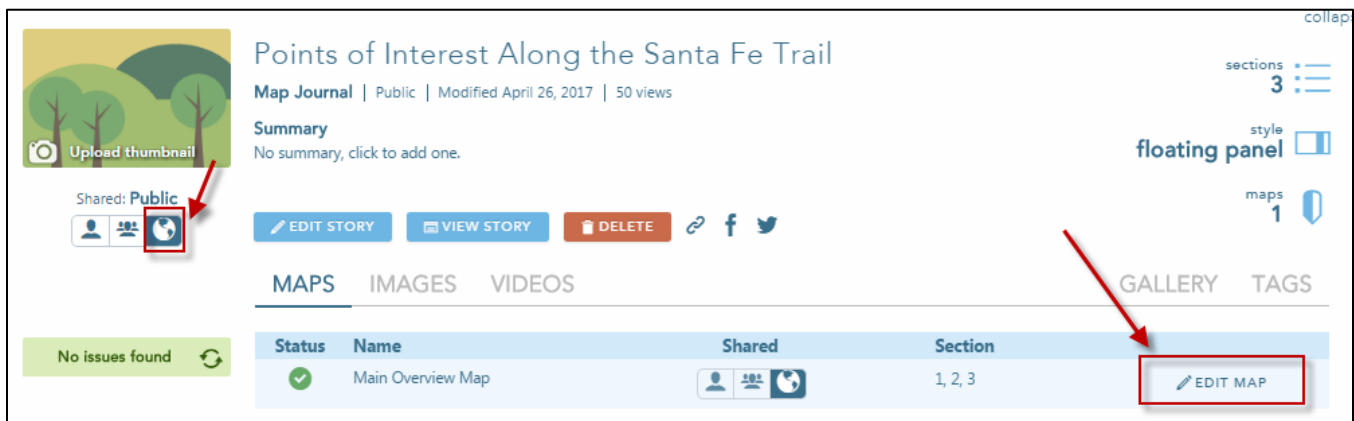 collaps
Points of Interest Along the Santa Fe Trail
sections
3
Map Journal | Public | Modified April 26, 2017 | 50 views
Summary
style
Upload thumbnail
No summary, click to add one.
floating panel
Shared: Public
maps
1
EDIT STORY VIEW STORY DELETE
MAPS IMAGES VIDEOS GALLERY TAGS
No issues found
Status Name Shared Section
Main Overview Map 1, 2, 3 EDIT MAP